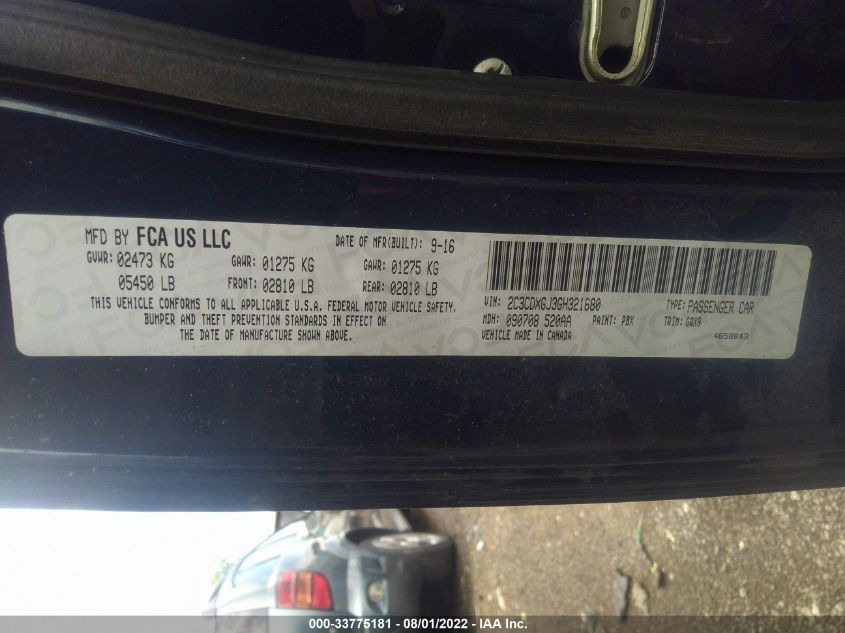 MFD BY FCA US LLC
DATE OF MFR(BUILT): 9-16
GVWR: 02473 KG GAWR: 01275 KG GAWR: 01275 KG
05450 LB FRONT: 02810 LB REAR: 02810 LB
THIS VEHICLE CONFORMS TO ALL APPLICABLE U.S.A. FEDERAL MOTOR VEHICLE SAFETY,
BUMPER AND THEFT PREVENTION STANDARDS IN EFFECT ON
THE DATE OF MANUFACTURE SHOWN ABOVE.
VIN: 2C3CDXGJ3GH321680 TYPE: PASSENGER CAR
MDH: 090708 520AA PAINT: PBX TRIM: GQX9
VEHICLE MADE IN CANADA 4658643
000-33775181 - 08/01/2022 - IAA Inc.